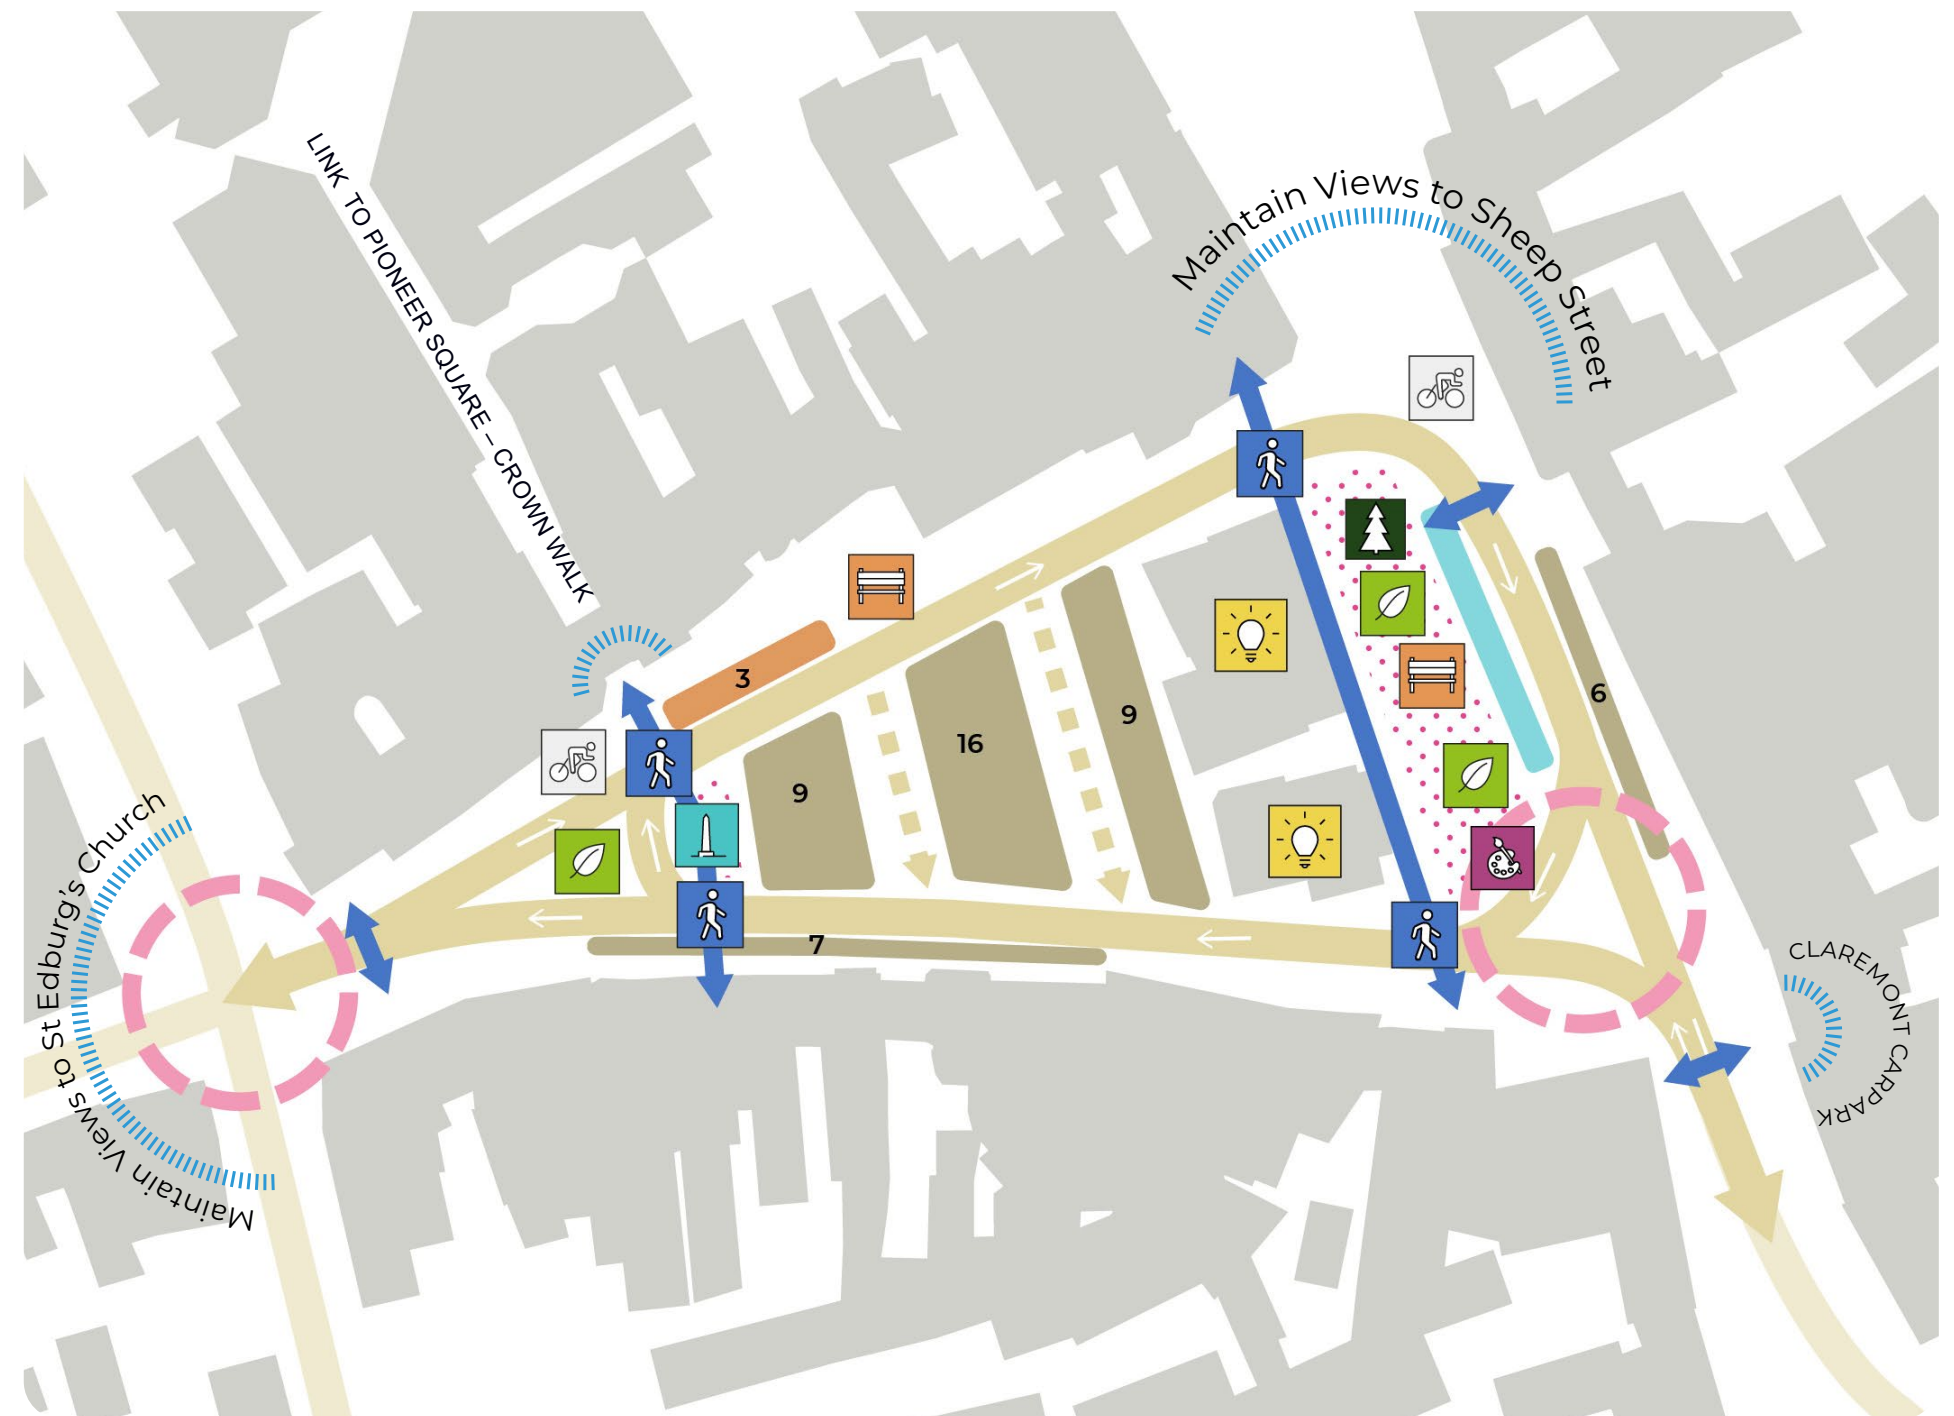 LINK TO PIONEER SQUARE – CROWN WALK
Maintain Views to Sheep Street
3
6
9
16
9
7
Maintain Views to St Edburg's Church
CLAREMONT CARPARK